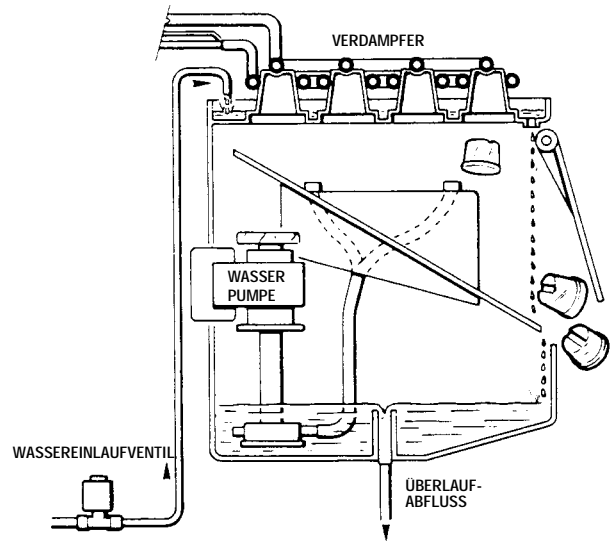 VERDAMPFER
WASSER
PUMPE
WASSEREINLAUFVENTIL
ÜBERLAUF-
ABFLUSS